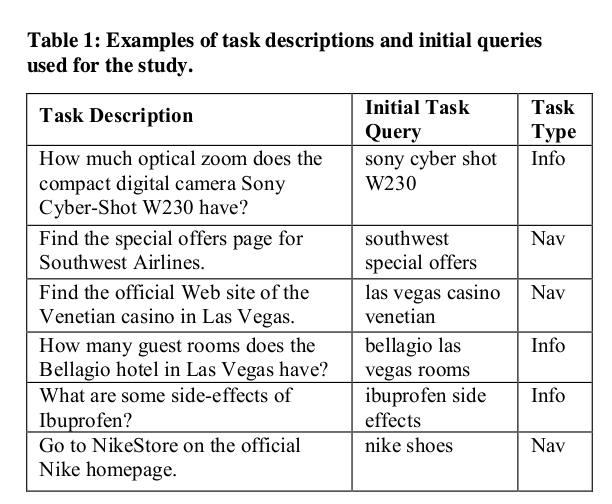 Table 1: Examples of task descriptions and initial queries
used for the study.
Task Description
Initial Task
Query
Task
Type
How much optical zoom does the
compact digital camera Sony
Cyber-Shot W230 have?
sony cyber shot
W230
Info
Find the special offers page for
Southwest Airlines.
southwest
special offers
Nav
Find the official Web site of the
Venetian casino in Las Vegas.
las vegas casino
venetian
Nav
How many guest rooms does the
Bellagio hotel in Las Vegas have?
bellagio las
vegas rooms
Info
What are some side-effects of
Ibuprofen?
ibuprofen side
effects
Info
Go to NikeStore on the official
Nike homepage.
nike shoes
Nav